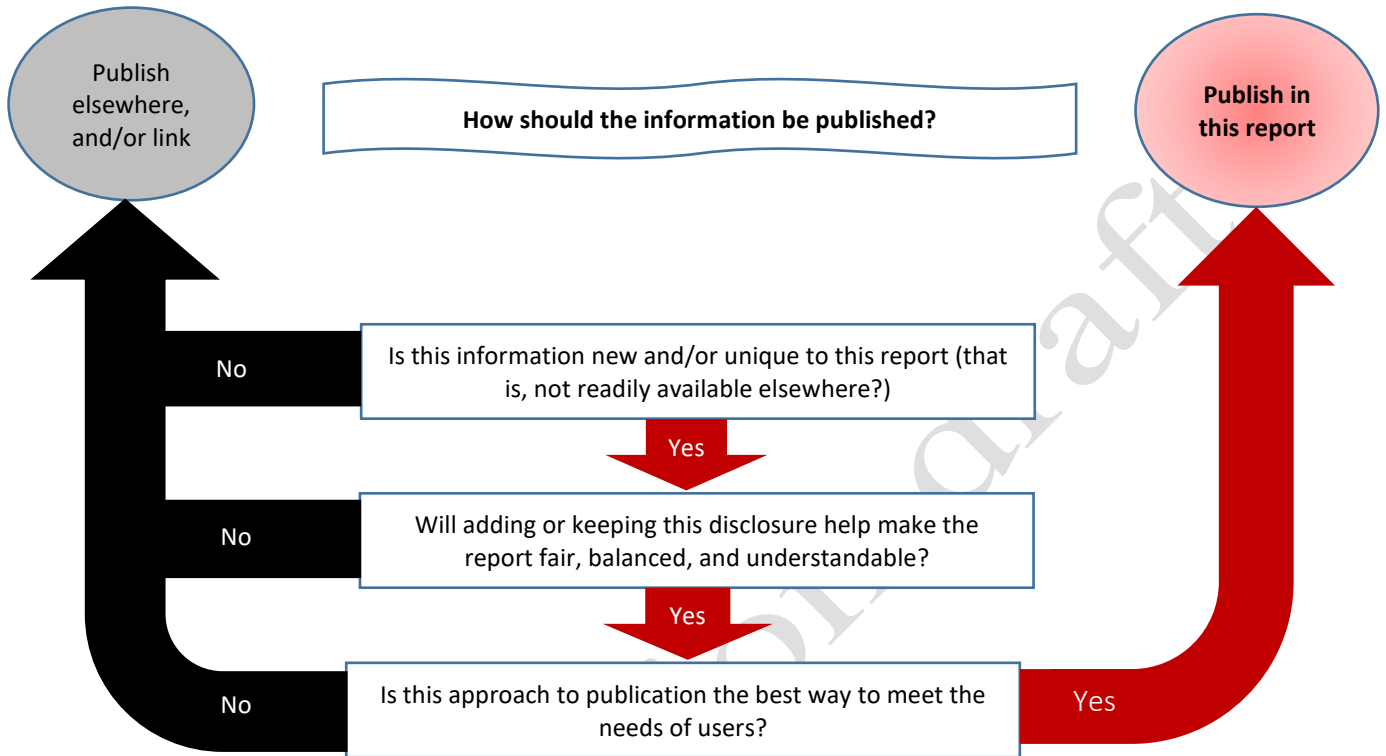 Publish
elsewhere,
and/or link
How should the information be published?
Publish in
this report
No
Is this information new and/or unique to this report (that
is, not readily available elsewhere?)
Yes
No
Will adding or keeping this disclosure help make the
report fair, balanced, and understandable?
Yes
No
Is this approach to publication the best way to meet the
needs of users?
Yes
draft